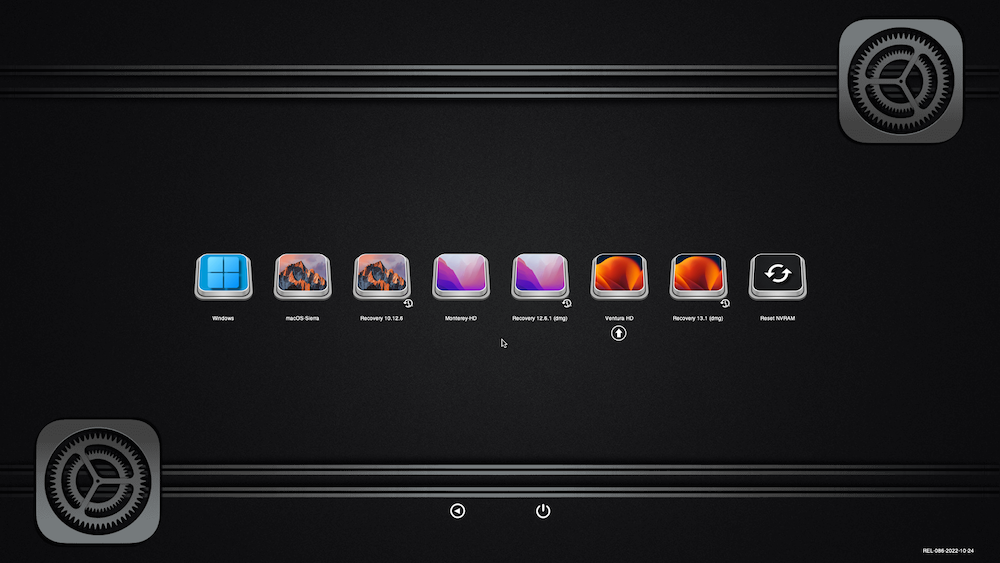 Windows
macOS-Sierra
Recovery 10.12.6
Monterey-HD
Recovery 12.6.1 (dmg)
Ventura HD
Recovery 13.1 (dmg)
Reset NVRAM
REL-086-2022-10-24